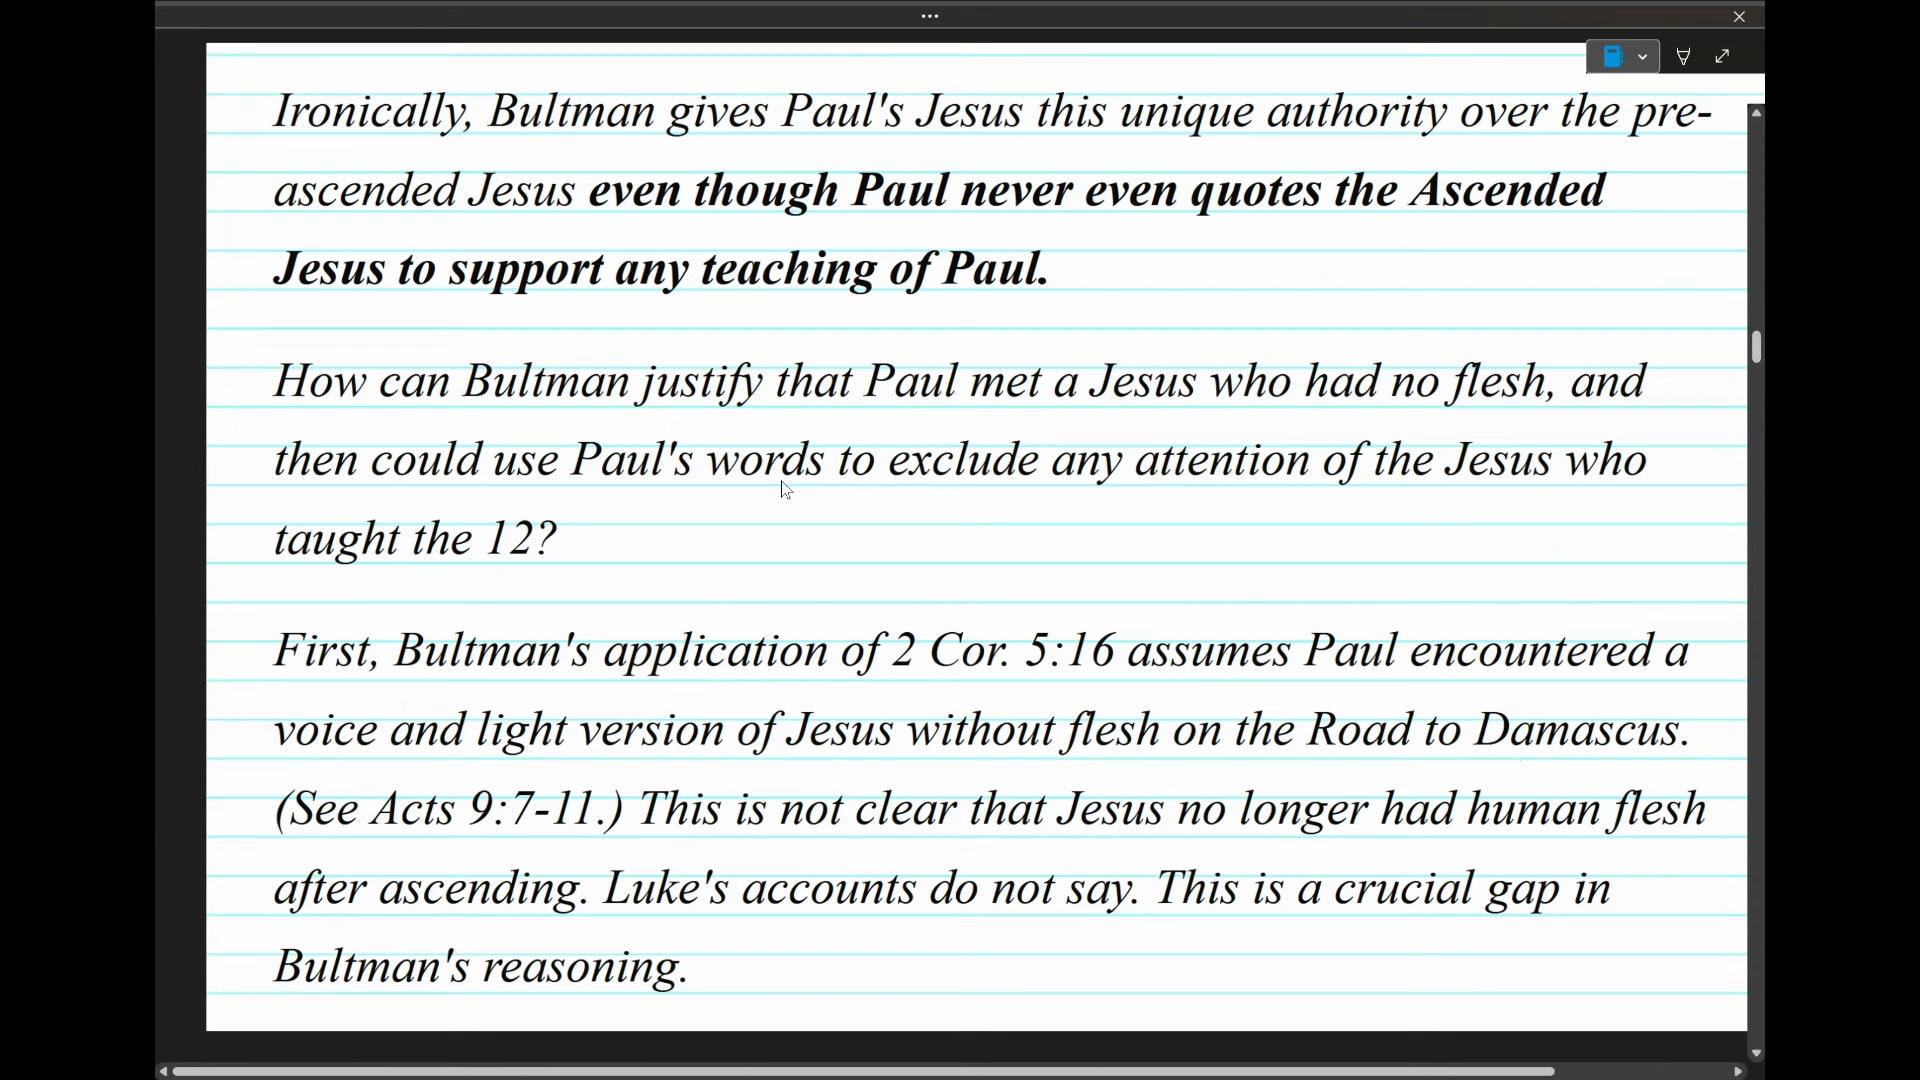 Ironically, Bultman gives Paul's Jesus this unique authority over the pre-
ascended Jesus even though Paul never even quotes the Ascended
Jesus to support any teaching of Paul.
How can Bultman justify that Paul met a Jesus who had no flesh, and
then could use Paul's words to exclude any attention of the Jesus who
taught the 12?
First, Bultman's application of 2 Cor. 5:16 assumes Paul encountered a
voice and light version of Jesus without flesh on the Road to Damascus.
(See Acts 9:7-11.) This is not clear that Jesus no longer had human flesh
after ascending. Luke's accounts do not say. This is a crucial gap in
Bultman's reasoning.